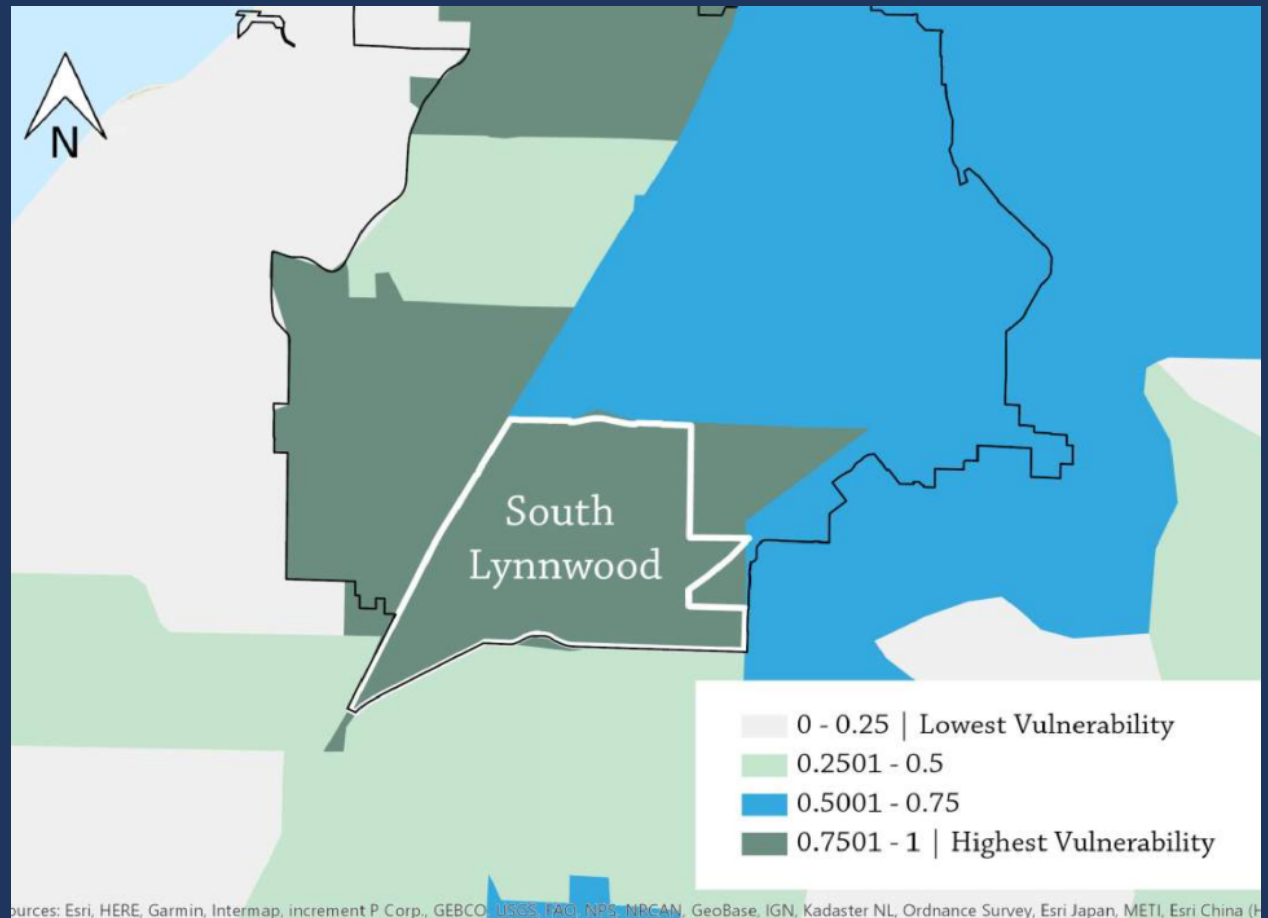 N
South
Lynnwood
0 - 0.25 | Lowest Vulnerability
0.2501 - 0.5
0.5001 - 0.75
0.7501 - 1 | Highest Vulnerability
ources: Esri, HERE, Garmin, Intermap, increment P Corp., GEBCO, USGS, FAO, NPS, NRCAN, GeoBase, IGN, Kadaster NL, Ordnance Survey, Esri Japan, METI, Esri China (H